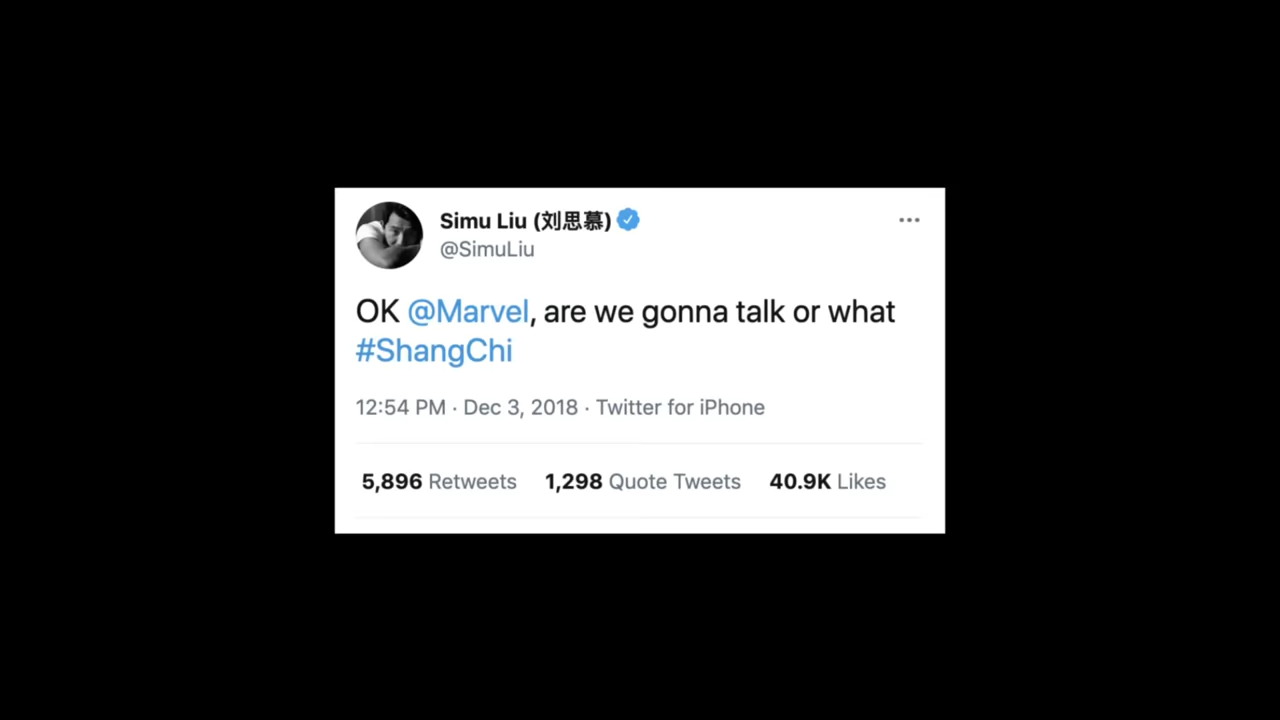 Simu Liu (刘思慕)
@SimuLiu
OK @Marvel, are we gonna talk or what
#ShangChi
12:54 PM · Dec 3, 2018 · Twitter for iPhone
5,896 Retweets 1,298 Quote Tweets 40.9K Likes